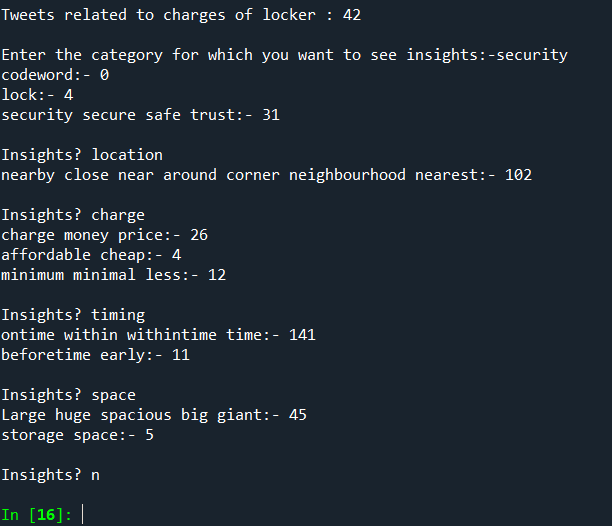 Tweets related to charges of locker : 42
Enter the category for which you want to see insights:-security
codeword:- 0
lock:- 4
security secure safe trust:- 31
Insights? location
nearby close near around corner neighbourhood nearest:- 102
Insights? charge
charge money price:- 26
affordable cheap:- 4
minimum minimal less:- 12
Insights? timing
ontime within withintime time:- 141
beforetime early:- 11
Insights? space
Large huge spacious big giant:- 45
storage space:- 5
Insights? n
In [16]: